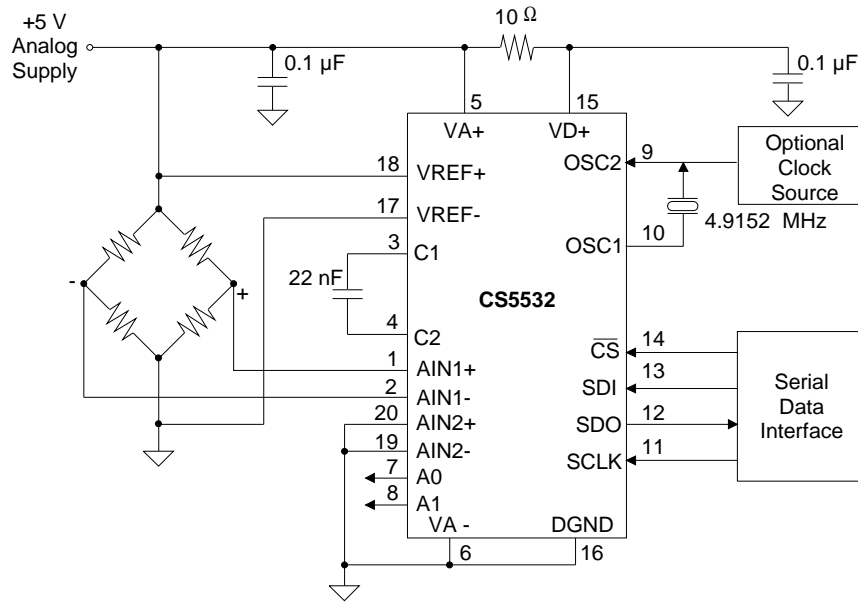 +5 V
Analog
Supply
10 Ω
0.1 µF
0.1 µF
5
15
VA+
VD+
18
VREF+
17
VREF-
3
C1
22 nF
4
C2
1
AIN1+
2
AIN1-
20
AIN2+
19
AIN2-
7
A0
8
A1
VA -
DGND
6
16
CS5532
OSC2
9
Optional
Clock
Source
4.9152 MHz
OSC1
10
CS
14
SDI
13
SDO
12
SCLK
11
Serial
Data
Interface
-
+